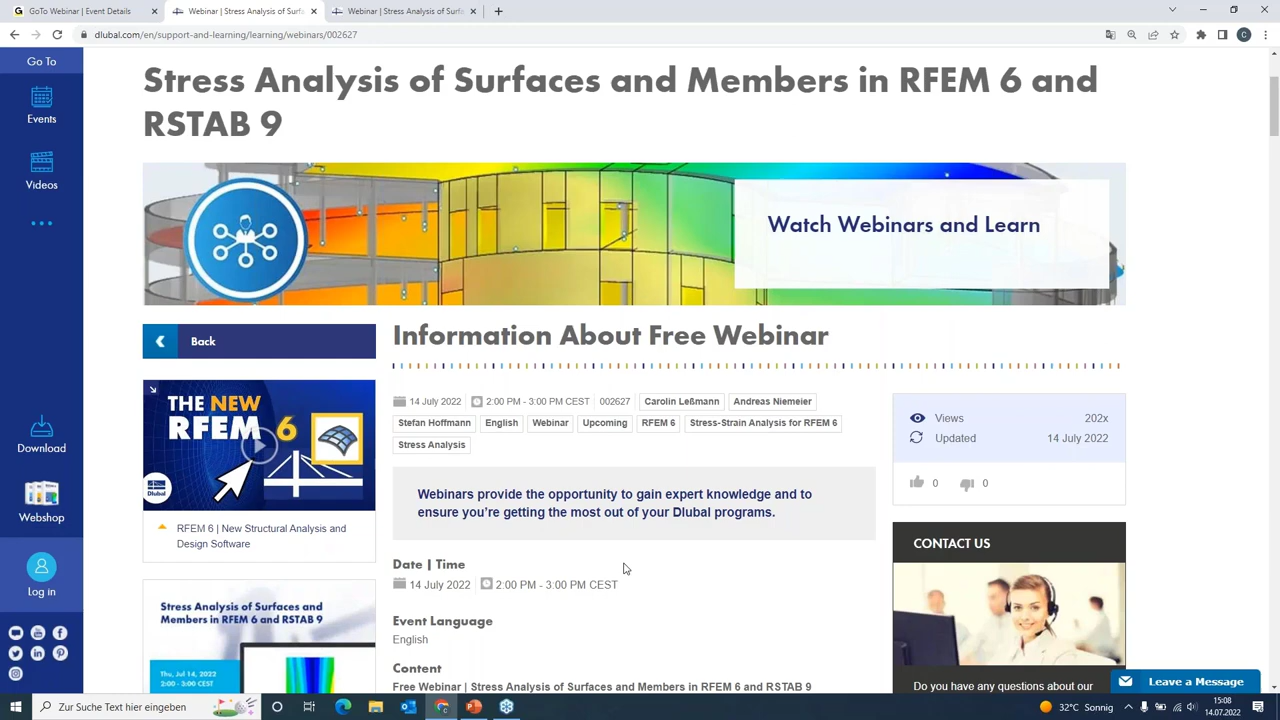 GoTo Webinar | Event Details
Webinar | Stress Analysis of Surfa
Webinar | Stress Analysis of Surfa
dlubal.com/en/support-and-learning/learning/webinars/002627
C
Go To
Events
Videos
Download
Webshop
Log in
Stress Analysis of Surfaces and Members in RFEM 6 and
RSTAB 9
Watch Webinars and Learn
Back
THE NEW
RFEM 6
Dlubal
RFEM 6 | New Structural Analysis and
Design Software
Stress Analysis of Surfaces and
Members in RFEM 6 and RSTAB 9
Thu, Jul 14, 2022
2:00 - 3:00 CEST
Information About Free Webinar
14 July 2022 2:00 PM - 3:00 PM CEST 002627 Carolin Leßmann Andreas Niemeier
Stefan Hoffmann English Webinar Upcoming RFEM 6 Stress-Strain Analysis for RFEM 6
Stress Analysis
Webinars provide the opportunity to gain expert knowledge and to
ensure you're getting the most out of your Dlubal programs.
Date | Time
14 July 2022 2:00 PM - 3:00 PM CEST
Event Language
English
Content
Free Webinar | Stress Analysis of Surfaces and Members in RFEM 6 and RSTAB 9
Views 202x
Updated 14 July 2022
0 0
CONTACT US
Do you have any questions about our
Leave a Message
Zur Suche Text hier eingeben
32°C Sonnig
15:08
14.07.2022